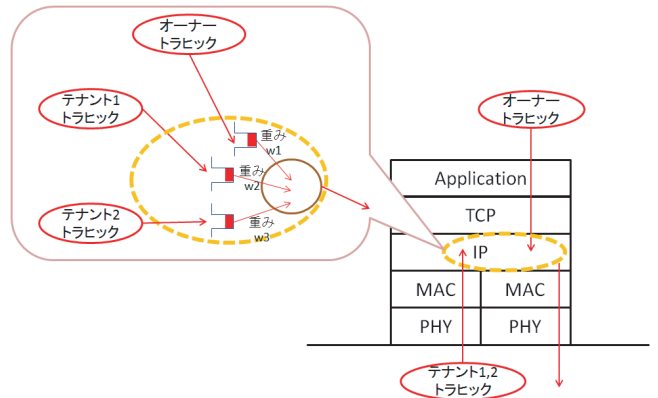 オーナー
トラヒック
テナント1
トラヒック
テナント2
トラヒック
重み
w1
重み
w2
重み
w3
オーナー
トラヒック
Application
TCP
IP
MAC MAC
PHY PHY
テナント1,2
トラヒック